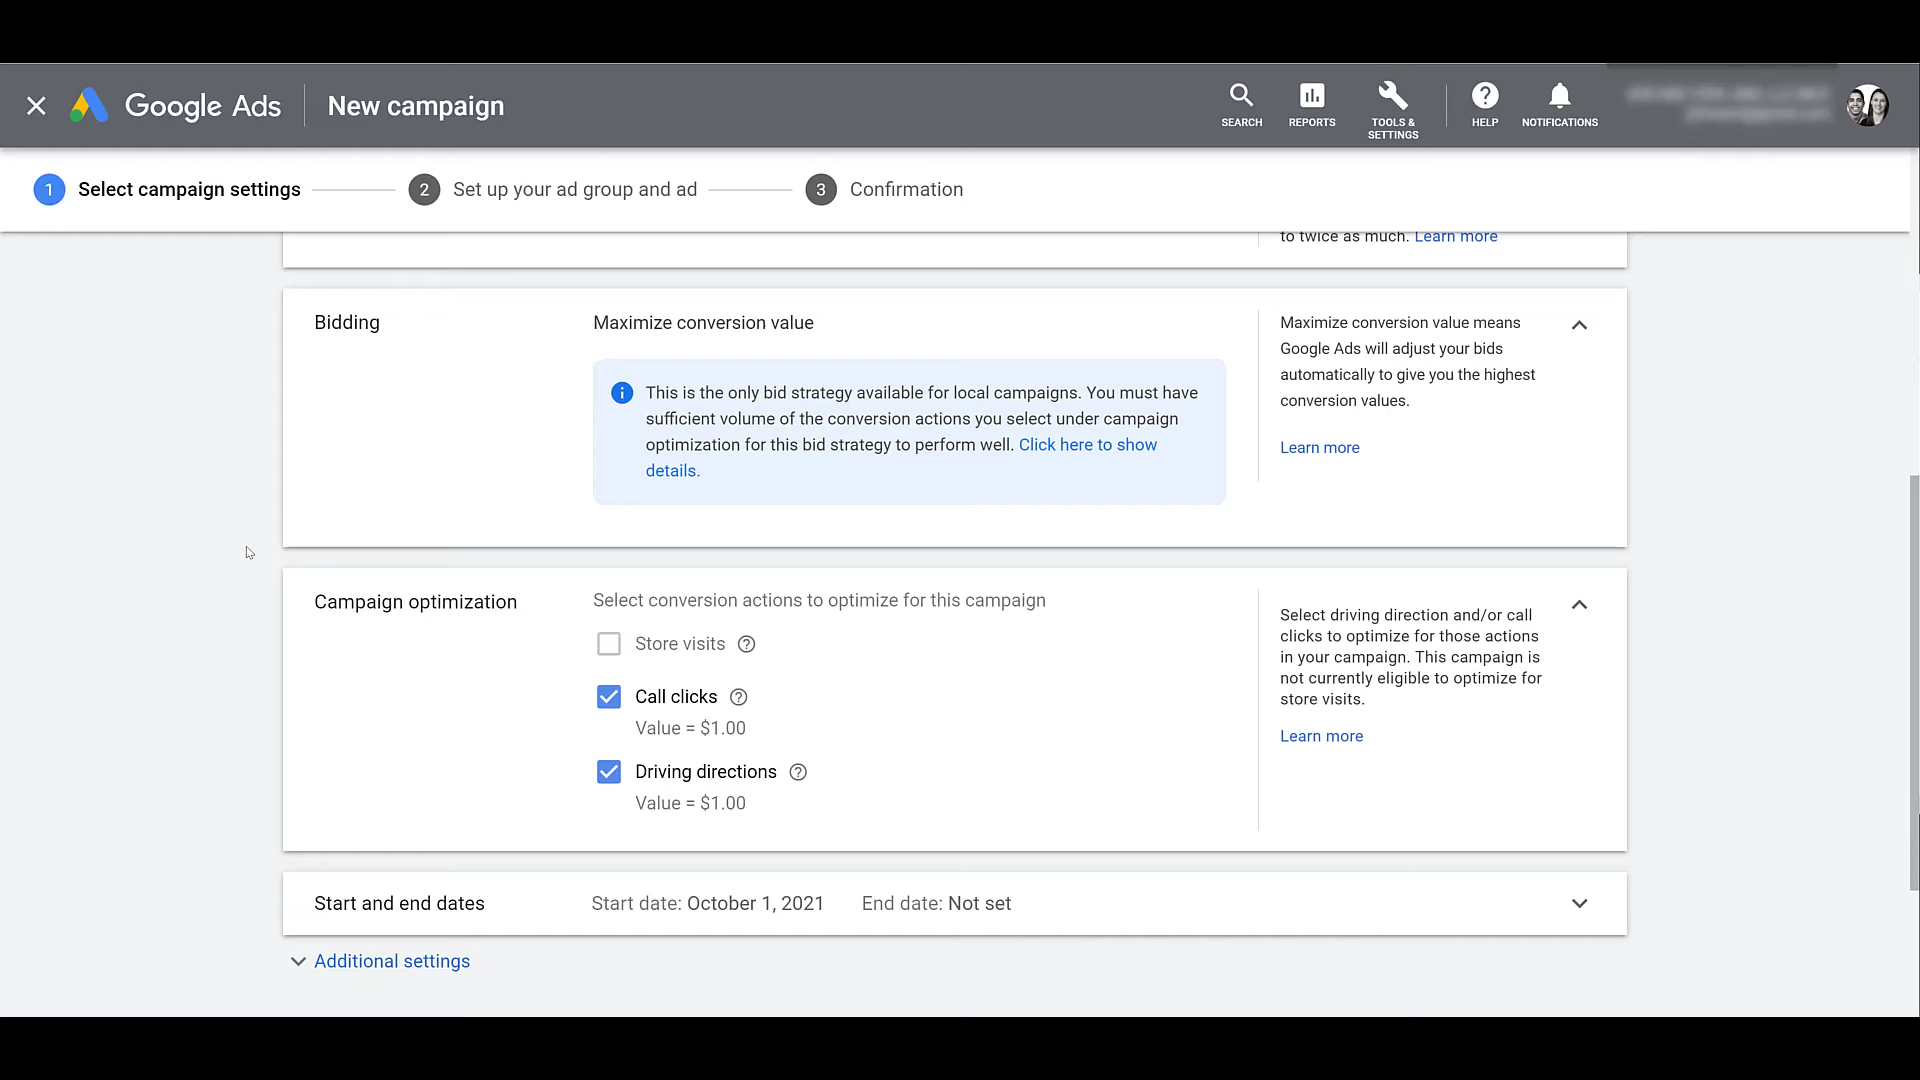 Google Ads
New campaign
SEARCH
REPORTS
TOOLS &
SETTINGS
HELP
NOTIFICATIONS
1 Select campaign settings
2 Set up your ad group and ad
3 Confirmation
to twice as much. Learn more
Bidding
Maximize conversion value
This is the only bid strategy available for local campaigns. You must have
sufficient volume of the conversion actions you select under campaign
optimization for this bid strategy to perform well. Click here to show
details.
Maximize conversion value means
Google Ads will adjust your bids
automatically to give you the highest
conversion values.
Learn more
Campaign optimization
Select conversion actions to optimize for this campaign
Store visits
Call clicks
Value = $1.00
Driving directions
Value = $1.00
Select driving direction and/or call
clicks to optimize for those actions
in your campaign. This campaign is
not currently eligible to optimize for
store visits.
Learn more
Start and end dates
Start date: October 1, 2021
End date: Not set
Additional settings